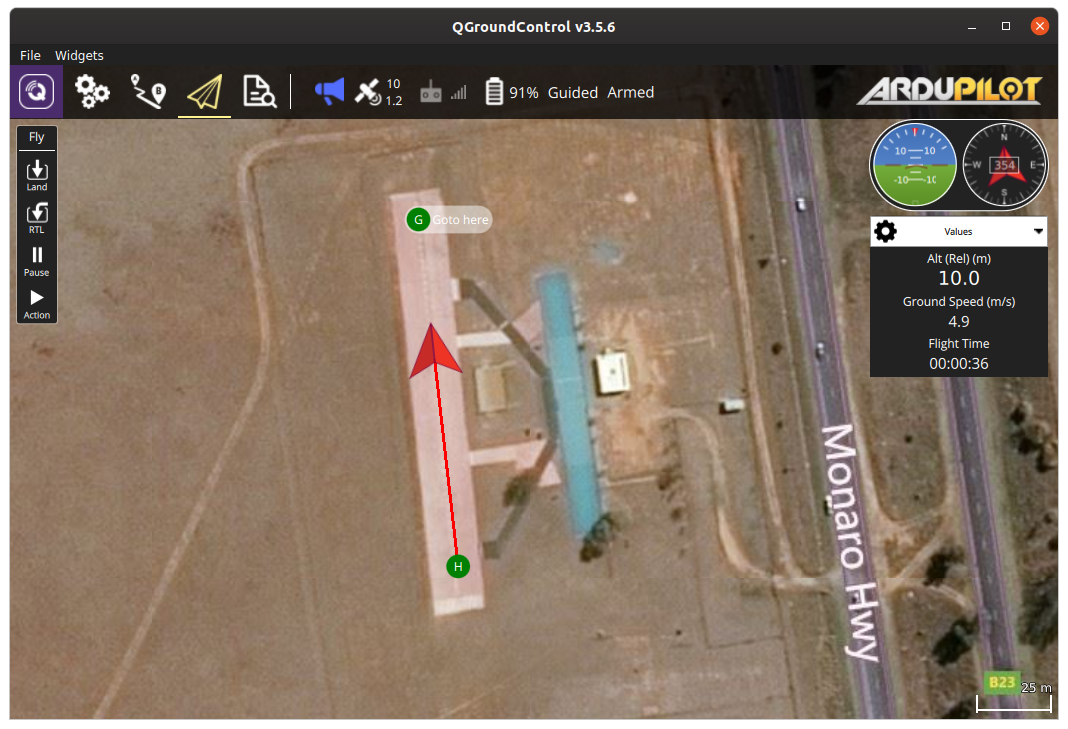 QGroundControl v3.5.6
File Widgets
10
1.2
91% Guided Armed
ARDUPILOT
Fly
Land
RTL
Pause
Action
G Goto here
H
10 10
-10 -10
N
W 354 E
S
Values
Alt (Rel) (m)
10.0
Ground Speed (m/s)
4.9
Flight Time
00:00:36
Monaro Hwy
B23
25 m